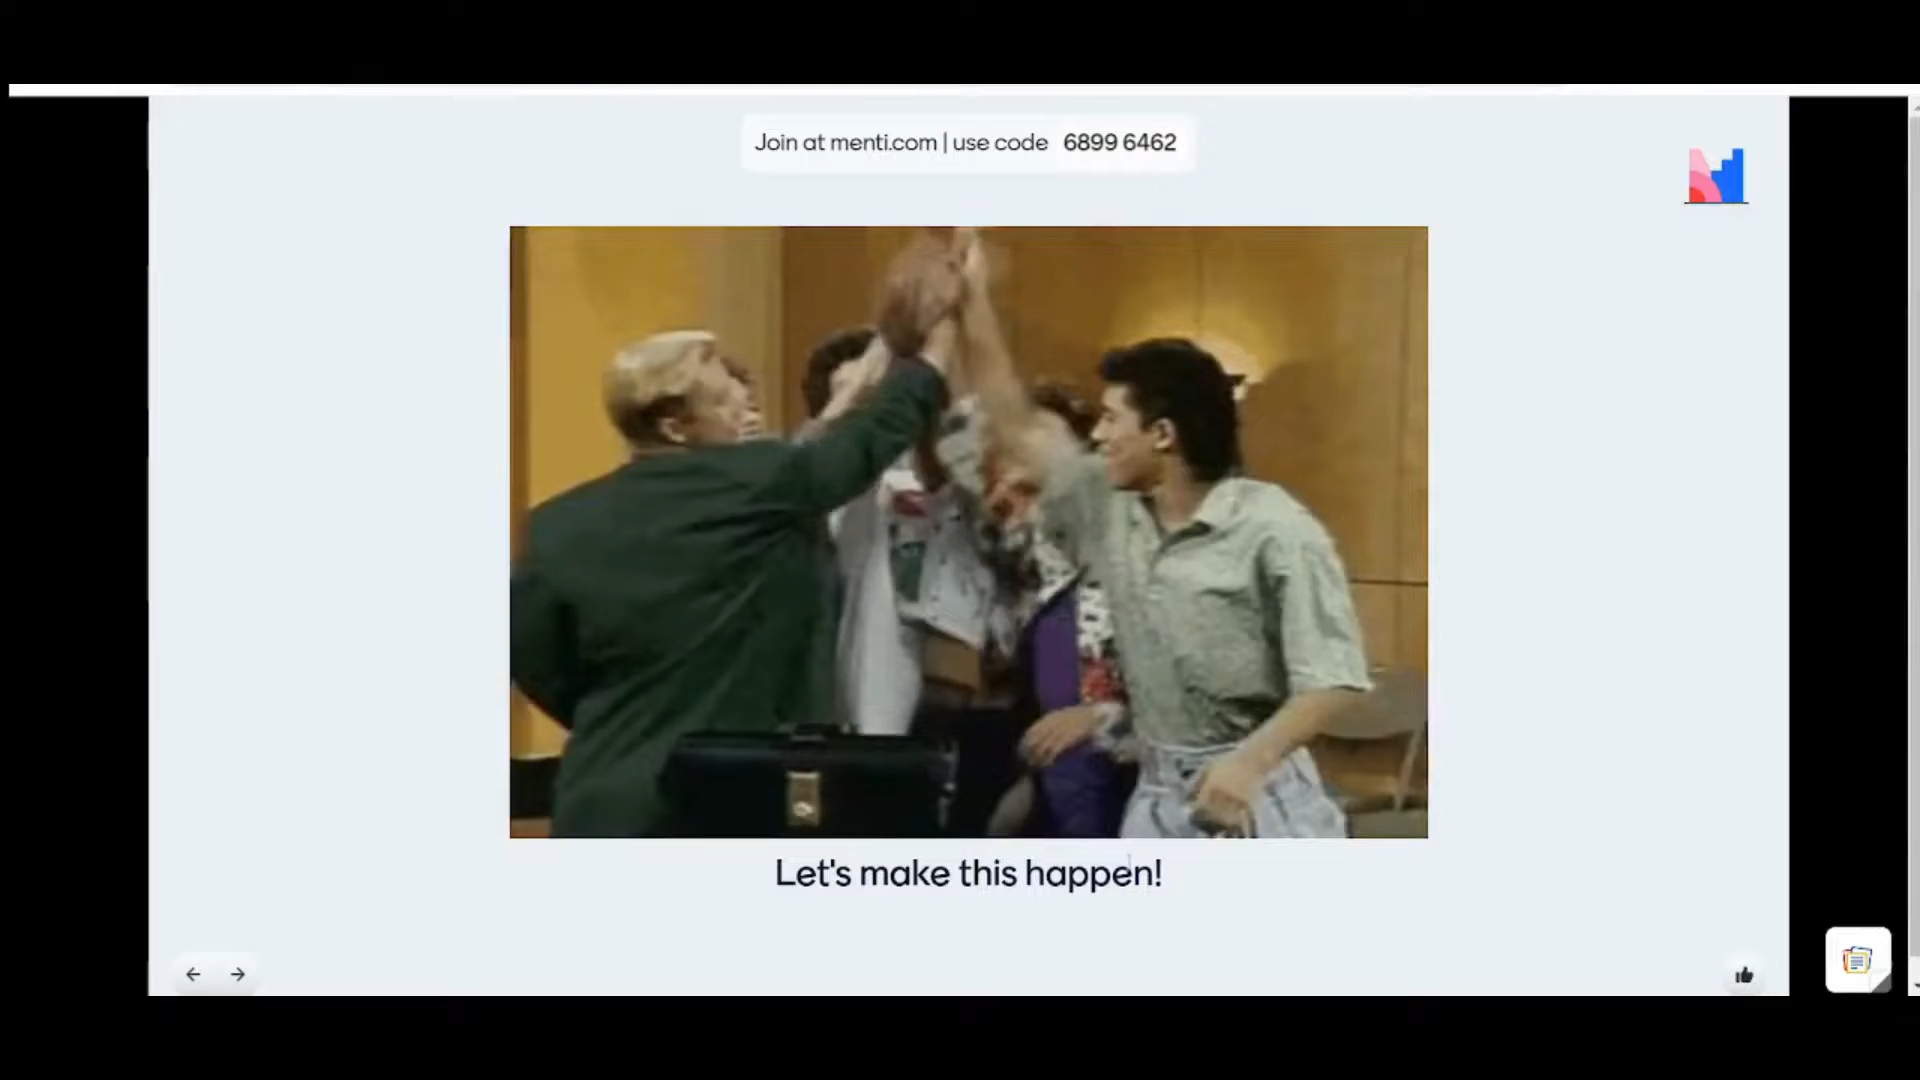 Join at menti.com | use code 6899 6462
Let's make this happen!